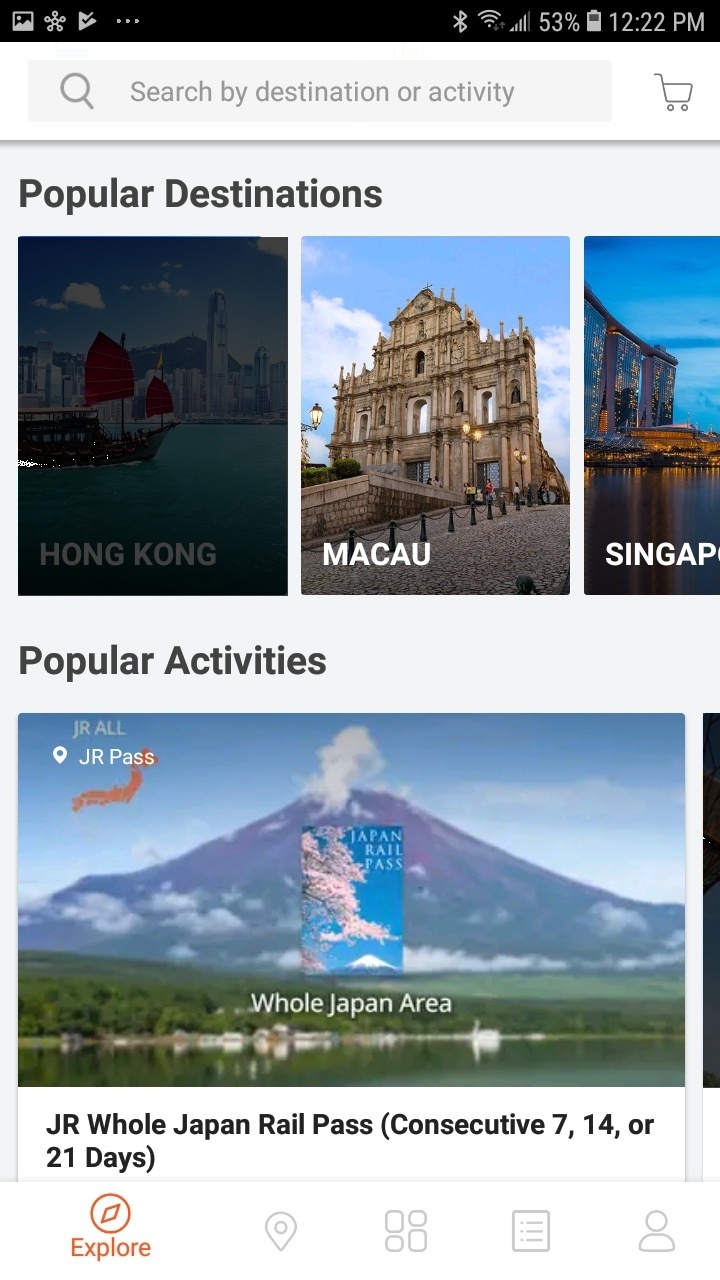 53% 12:22 PM
Search by destination or activity
Popular Destinations
HONG KONG
MACAU
SINGAPO
Popular Activities
JR ALL
JR Pass
JAPAN
RAIL
PASS
Whole Japan Area
JR Whole Japan Rail Pass (Consecutive 7, 14, or
21 Days)
Explore